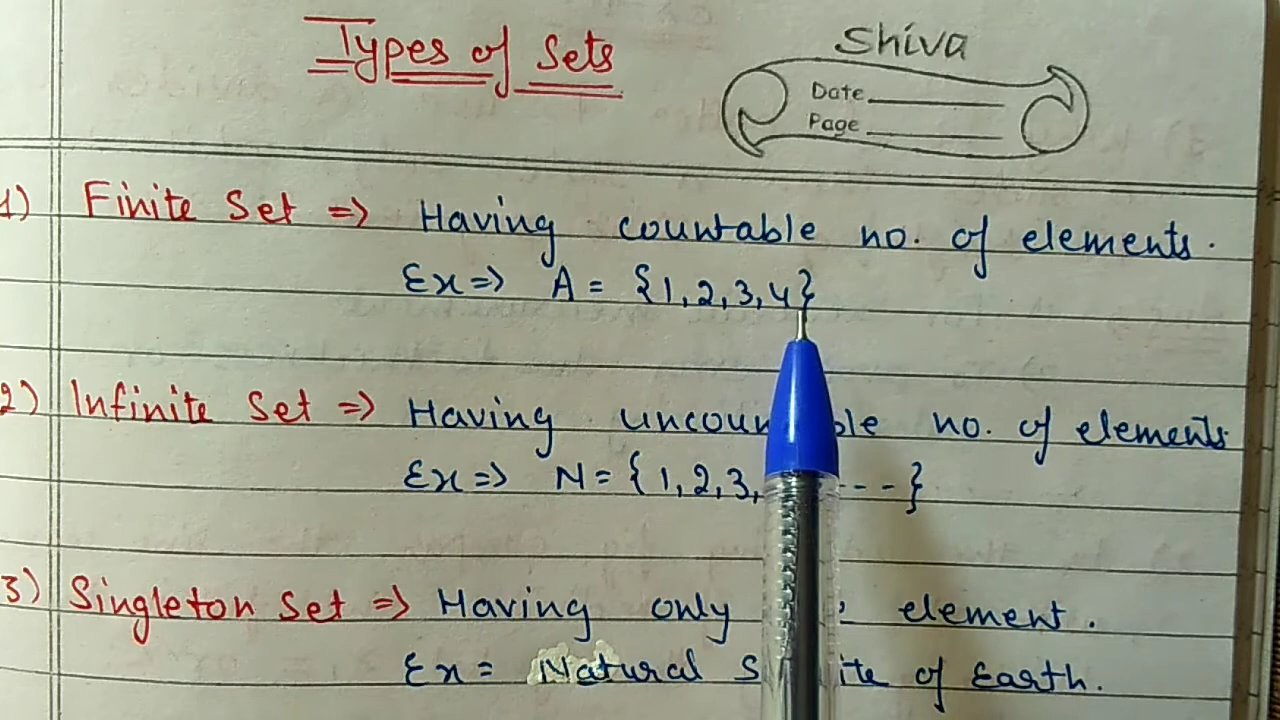 Types of Sets
Shiva
Date
Page
1) Finite Set => Having countable no. of elements.
Ex => A = {1,2,3,4}
2) Infinite Set => Having no. of elements
Ex => N = {1,2,3, ---}
3) Singleton Set => Having only element.
Ex = Natural of Earth.